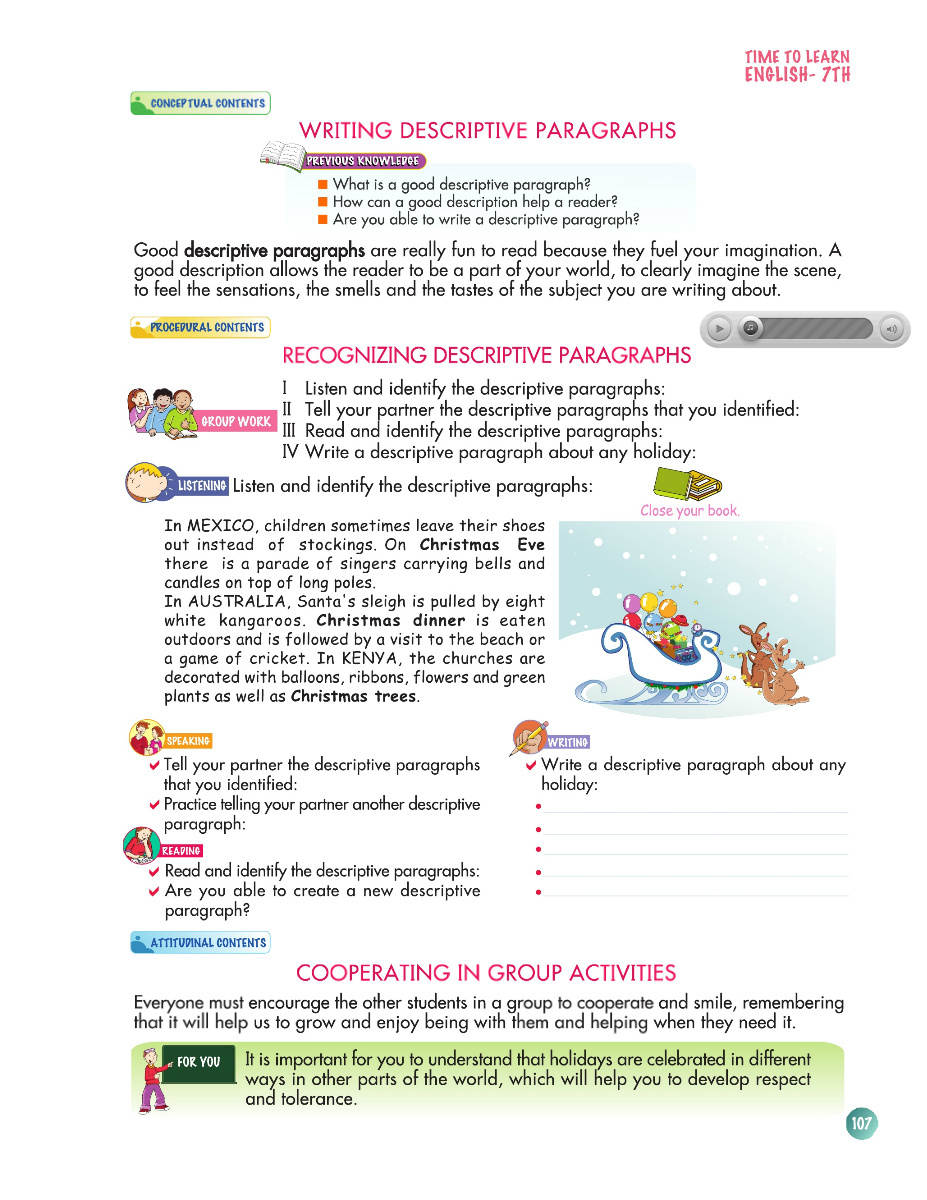 TIME TO LEARN
ENGLISH- 7TH
CONCEPTUAL CONTENTS
WRITING DESCRIPTIVE PARAGRAPHS
PREVIOUS KNOWLEDGE
What is a good descriptive paragraph?
How can a good description help a reader?
Are you able to write a descriptive paragraph?
Good descriptive paragraphs are really fun to read because they fuel your imagination. A
good description allows the reader to be a part of your world, to clearly imagine the scene,
to feel the sensations, the smells and the tastes of the subject you are writing about.
PROCEDURAL CONTENTS
RECOGNIZING DESCRIPTIVE PARAGRAPHS
GROUP WORK
I Listen and identify the descriptive paragraphs:
II Tell your partner the descriptive paragraphs that you identified:
III Read and identify the descriptive paragraphs:
IV Write a descriptive paragraph about any holiday:
LISTENING Listen and identify the descriptive paragraphs:
Close your book.
In MEXICO, children sometimes leave their shoes
out instead of stockings. On Christmas Eve
there is a parade of singers carrying bells and
candles on top of long poles.
In AUSTRALIA, Santa's sleigh is pulled by eight
white kangaroos. Christmas dinner is eaten
outdoors and is followed by a visit to the beach or
a game of cricket. In KENYA, the churches are
decorated with balloons, ribbons, flowers and green
plants as well as Christmas trees.
SPEAKING
Tell your partner the descriptive paragraphs
that you identified:
Practice telling your partner another descriptive
paragraph:
READING
Read and identify the descriptive paragraphs:
Are you able to create a new descriptive
paragraph?
WRITING
Write a descriptive paragraph about any
holiday:
ATTITUDINAL CONTENTS
COOPERATING IN GROUP ACTIVITIES
Everyone must encourage the other students in a group to cooperate and smile, remembering
that it will help us to grow and enjoy being with them and helping when they need it.
FOR YOU
It is important for you to understand that holidays are celebrated in different
ways in other parts of the world, which will help you to develop respect
and tolerance.
107